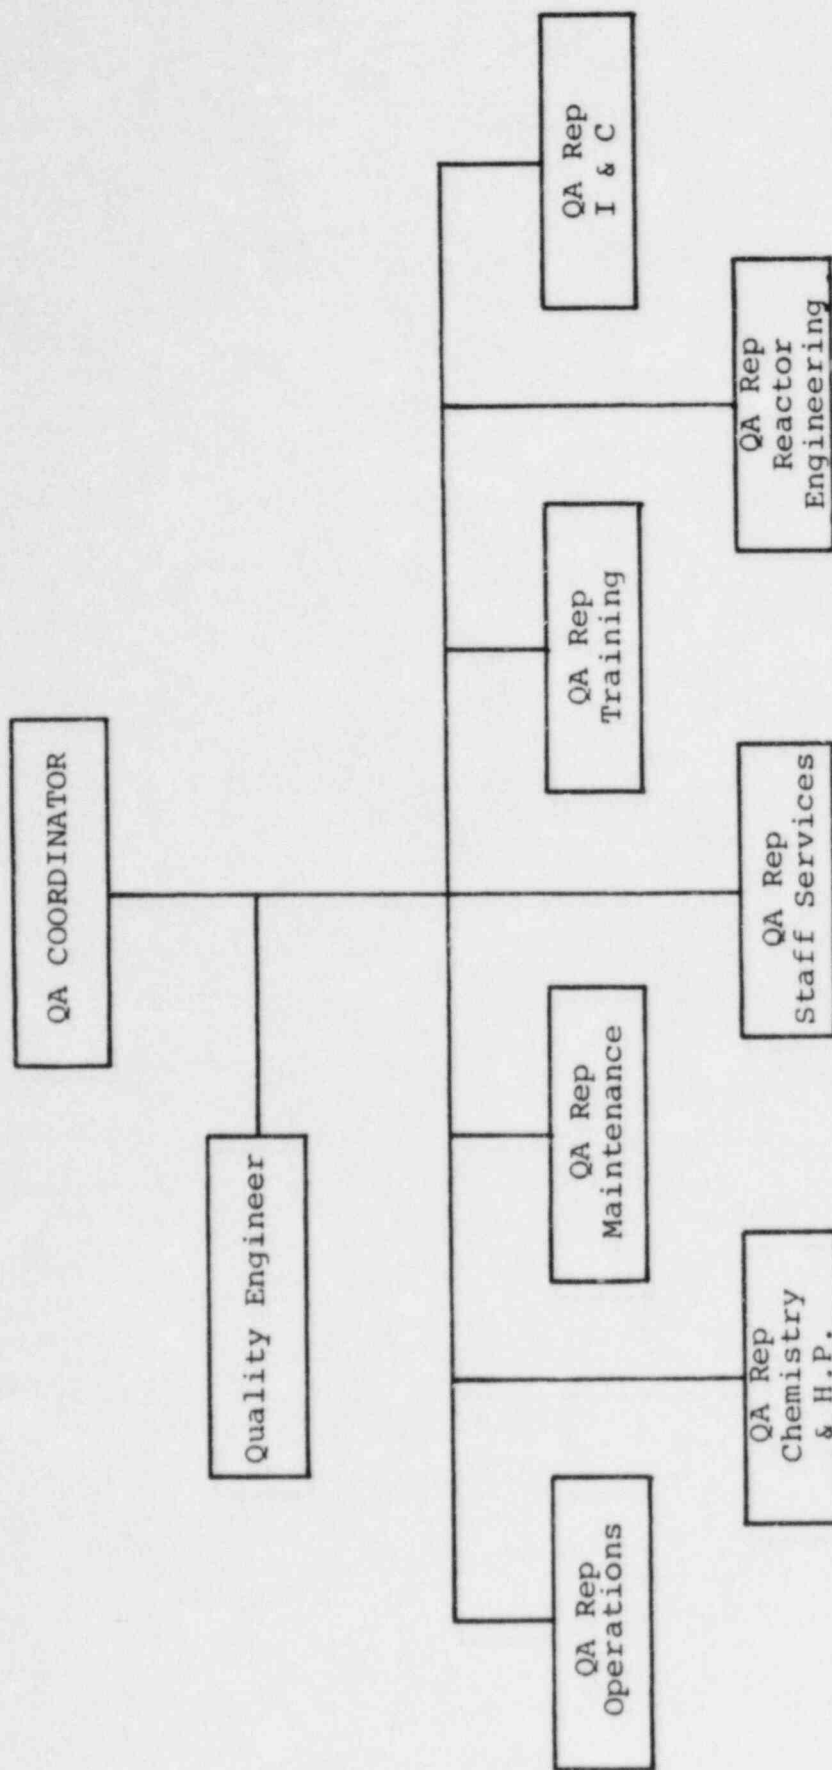 QA COORDINATOR
Quality Engineer
QA Rep
Operations
QA Rep
Chemistry
& H.P.
QA Rep
Maintenance
QA Rep
Staff Services
QA Rep
Training
QA Rep
Reactor
Engineering
QA Rep
I & C